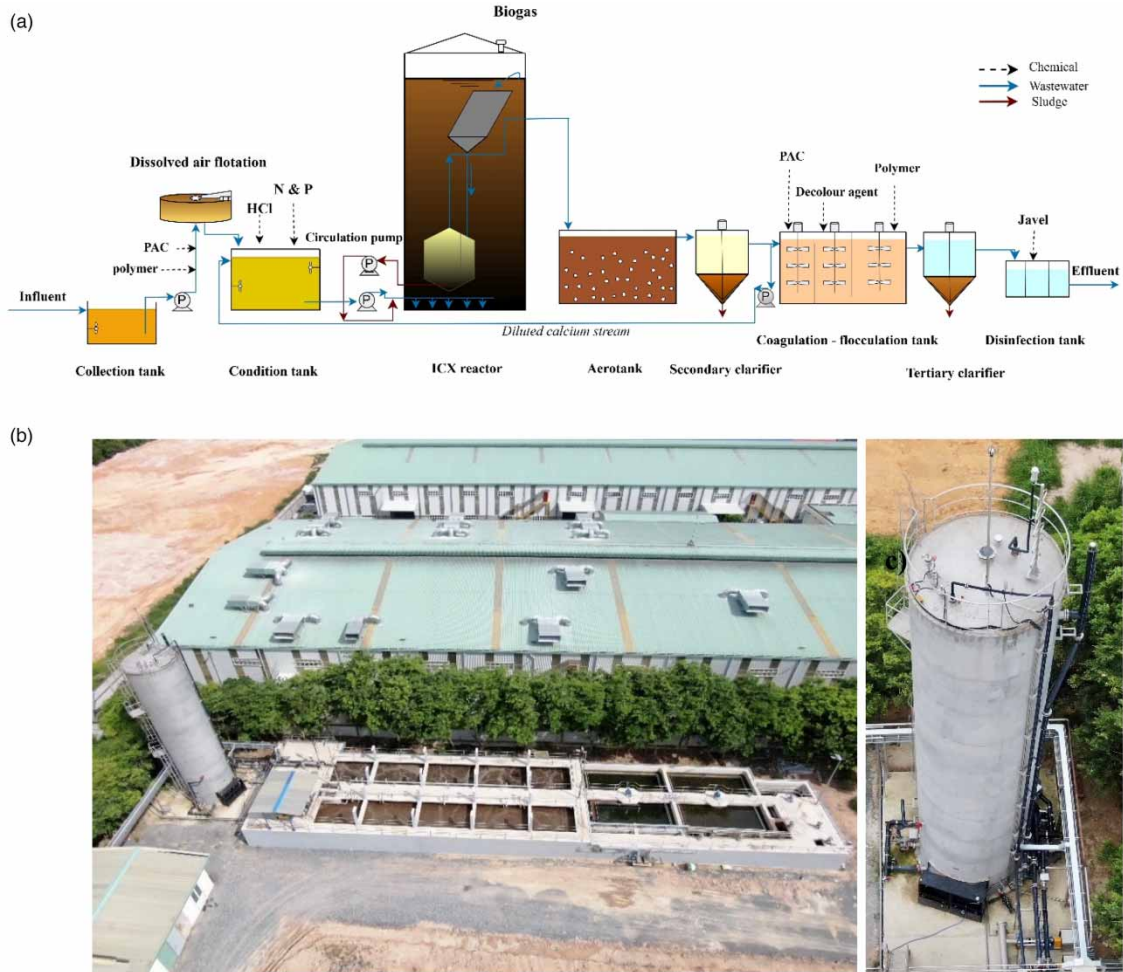 (a)
Biogas
Chemical
Wastewater
Sludge
Dissolved air flotation
N & P
HCl
PAC
polymer
Circulation pump
P
P
P
P
PAC
Decolour agent
Polymer
Javel
Influent
Effluent
Diluted calcium stream
Collection tank
Condition tank
ICX reactor
Aerotank
Secondary clarifier
Coagulation - flocculation tank
Tertiary clarifier
Disinfection tank
(b)
c)